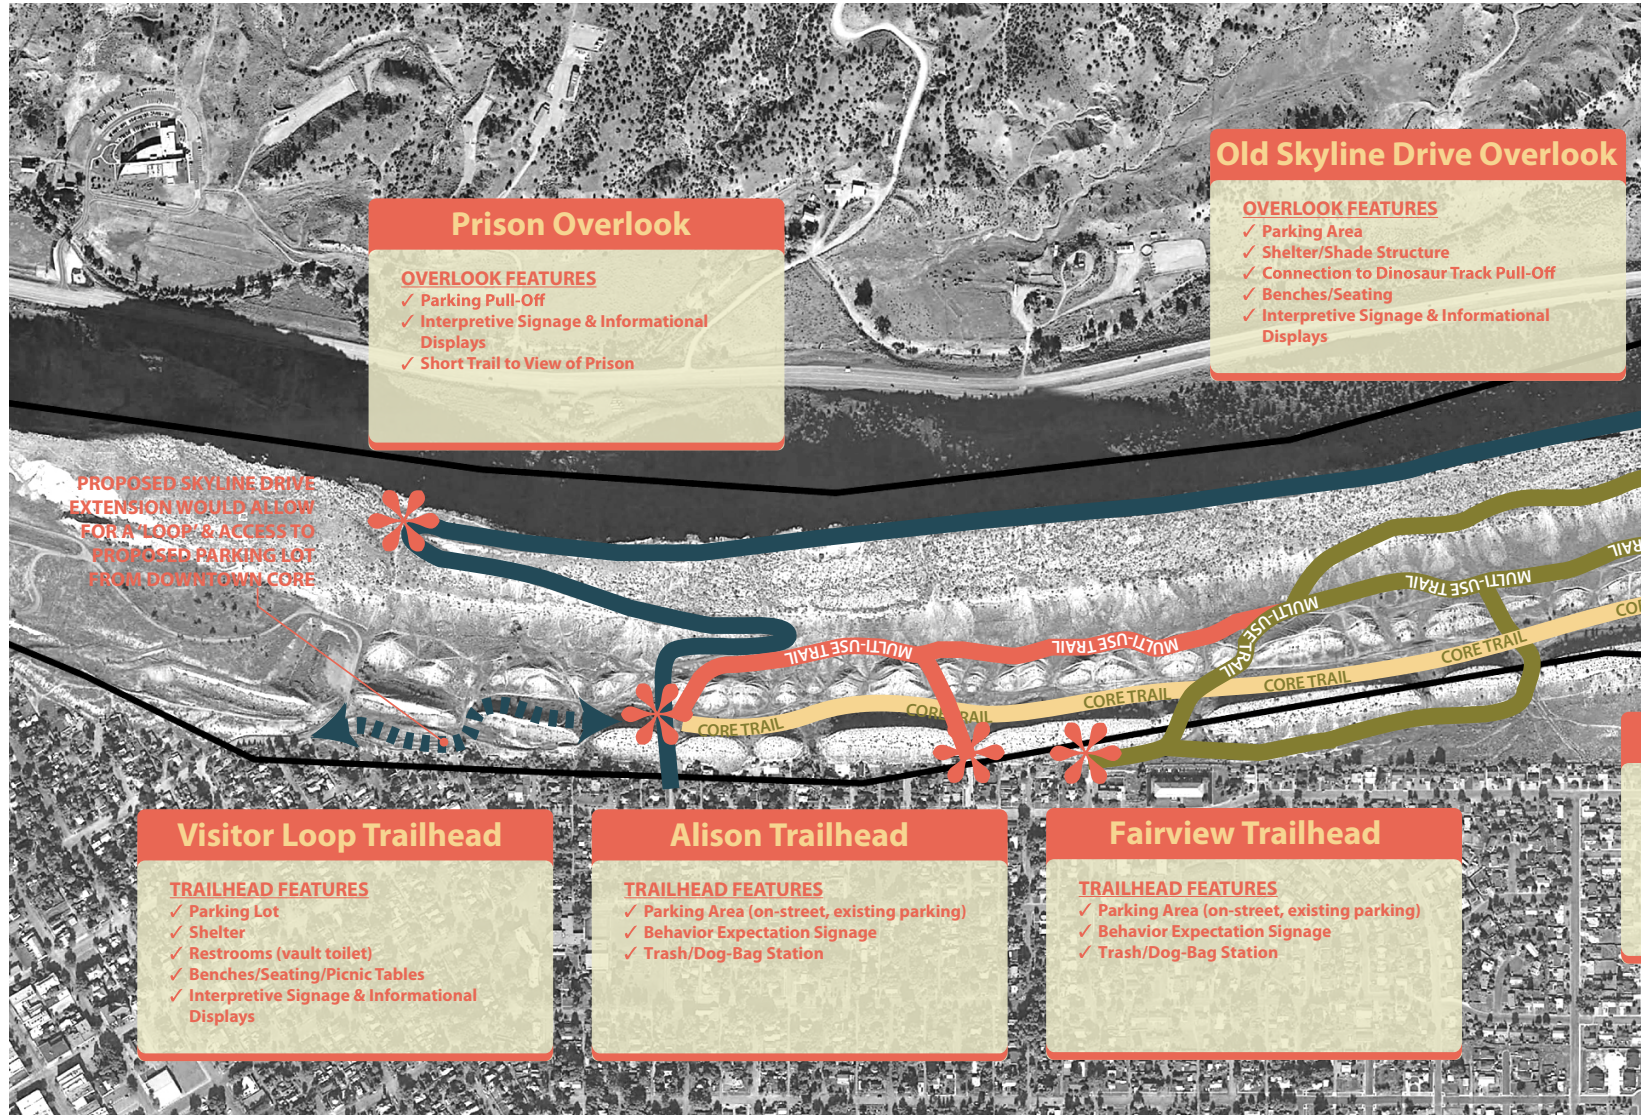 Old Skyline Drive Overlook
OVERLOOK FEATURES
✓ Parking Area
✓ Shelter/Shade Structure
✓ Connection to Dinosaur Track Pull-Off
✓ Benches/Seating
✓ Interpretive Signage & Informational
Displays
Prison Overlook
OVERLOOK FEATURES
✓ Parking Pull-Off
✓ Interpretive Signage & Informational
Displays
✓ Short Trail to View of Prison
PROPOSED SKYLINE DRIVE
EXTENSION WOULD ALLOW
FOR A 'LOOP' & ACCESS TO
PROPOSED PARKING LOT
FROM DOWNTOWN CORE
MULTI-USE TRAIL
MULTI-USE TRAIL
MULTI-USE TRAIL
MULTI-USE TRAIL
TRAIL
CORE TRAIL
CORE TRAIL
CORE TRAIL
CORE TRAIL
CORE TRAIL
Visitor Loop Trailhead
TRAILHEAD FEATURES
✓ Parking Lot
✓ Shelter
✓ Restrooms (vault toilet)
✓ Benches/Seating/Picnic Tables
✓ Interpretive Signage & Informational
Displays
Alison Trailhead
TRAILHEAD FEATURES
✓ Parking Area (on-street, existing parking)
✓ Behavior Expectation Signage
✓ Trash/Dog-Bag Station
Fairview Trailhead
TRAILHEAD FEATURES
✓ Parking Area (on-street, existing parking)
✓ Behavior Expectation Signage
✓ Trash/Dog-Bag Station